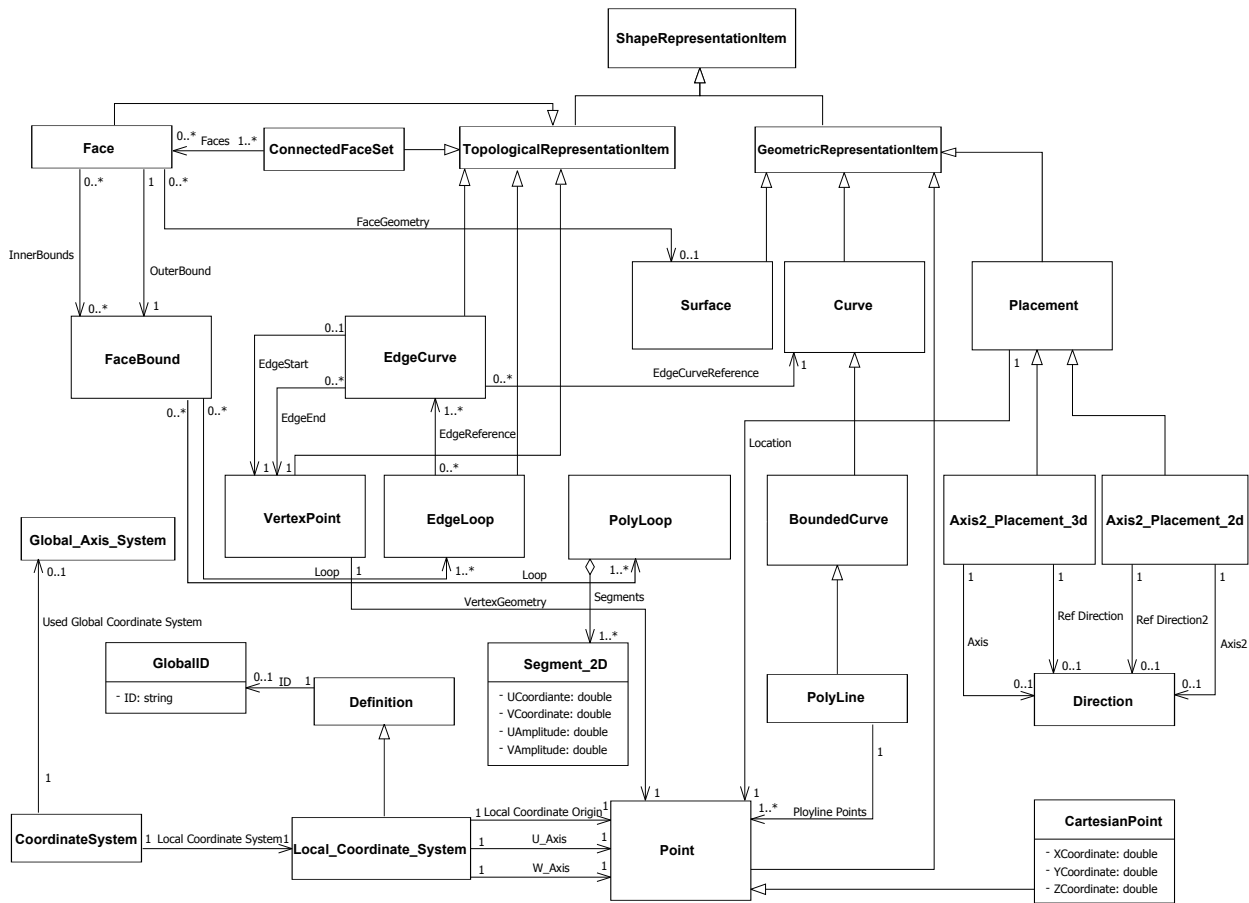 ShapeRepresentationItem
Face
0..* Faces 1..*
ConnectedFaceSet
TopologicalRepresentationItem
GeometricRepresentationItem
0..*
1
0..*
FaceGeometry
0..1
InnerBounds
OuterBound
0..*
1
Surface
Curve
Placement
FaceBound
0..1
EdgeCurve
EdgeStart
0..*
0..*
EdgeCurveReference
1
1
0..*
0..*
EdgeEnd
1..*
EdgeReference
Location
1
1
0..*
VertexPoint
EdgeLoop
PolyLoop
BoundedCurve
Axis2_Placement_3d
Axis2_Placement_2d
Global_Axis_System
0..1
Loop
1
1..*
Loop
1..*
1
1
1
1
VertexGeometry
Segments
Used Global Coordinate System
Axis
Ref Direction
Ref Direction2
Axis2
1..*
GlobalID
- ID: string
0..1
ID
1
Definition
Segment_2D
- UCoordiante: double
- VCoordinate: double
- UAmplitude: double
- VAmplitude: double
PolyLine
0..1
0..1
0..1
0..1
Direction
1
1
1
1
1
Local Coordinate Origin
1
1..*
Ployline Points
CoordinateSystem
1 Local Coordinate System 1
Local_Coordinate_System
1
U_Axis
1
1
W_Axis
1
Point
CartesianPoint
- XCoordinate: double
- YCoordinate: double
- ZCoordinate: double